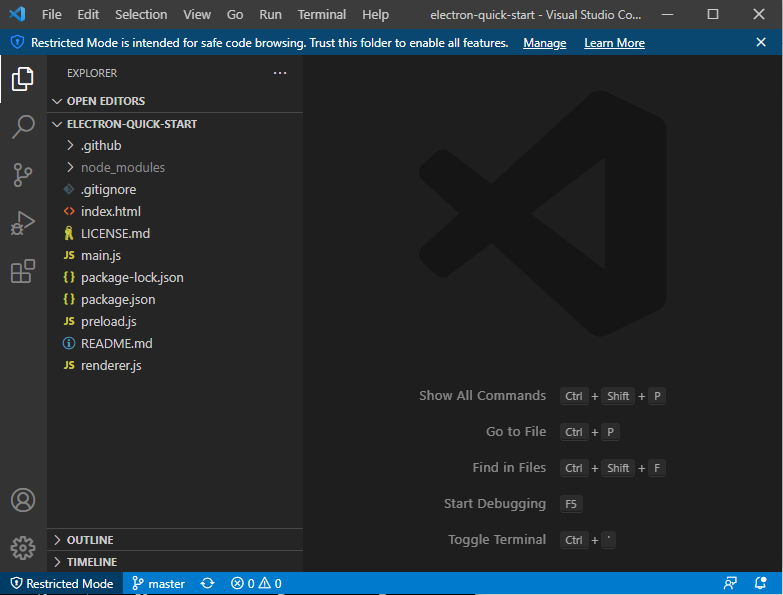 File Edit Selection View Go Run Terminal Help electron-quick-start - Visual Studio Co...
Restricted Mode is intended for safe code browsing. Trust this folder to enable all features. Manage Learn More
EXPLORER
OPEN EDITORS
ELECTRON-QUICK-START
.github
node_modules
.gitignore
index.html
LICENSE.md
JS main.js
{} package-lock.json
{} package.json
JS preload.js
README.md
JS renderer.js
Show All Commands Ctrl + Shift + P
Go to File Ctrl + P
Find in Files Ctrl + Shift + F
Start Debugging F5
Toggle Terminal Ctrl + `
OUTLINE
TIMELINE
Restricted Mode master 0 0